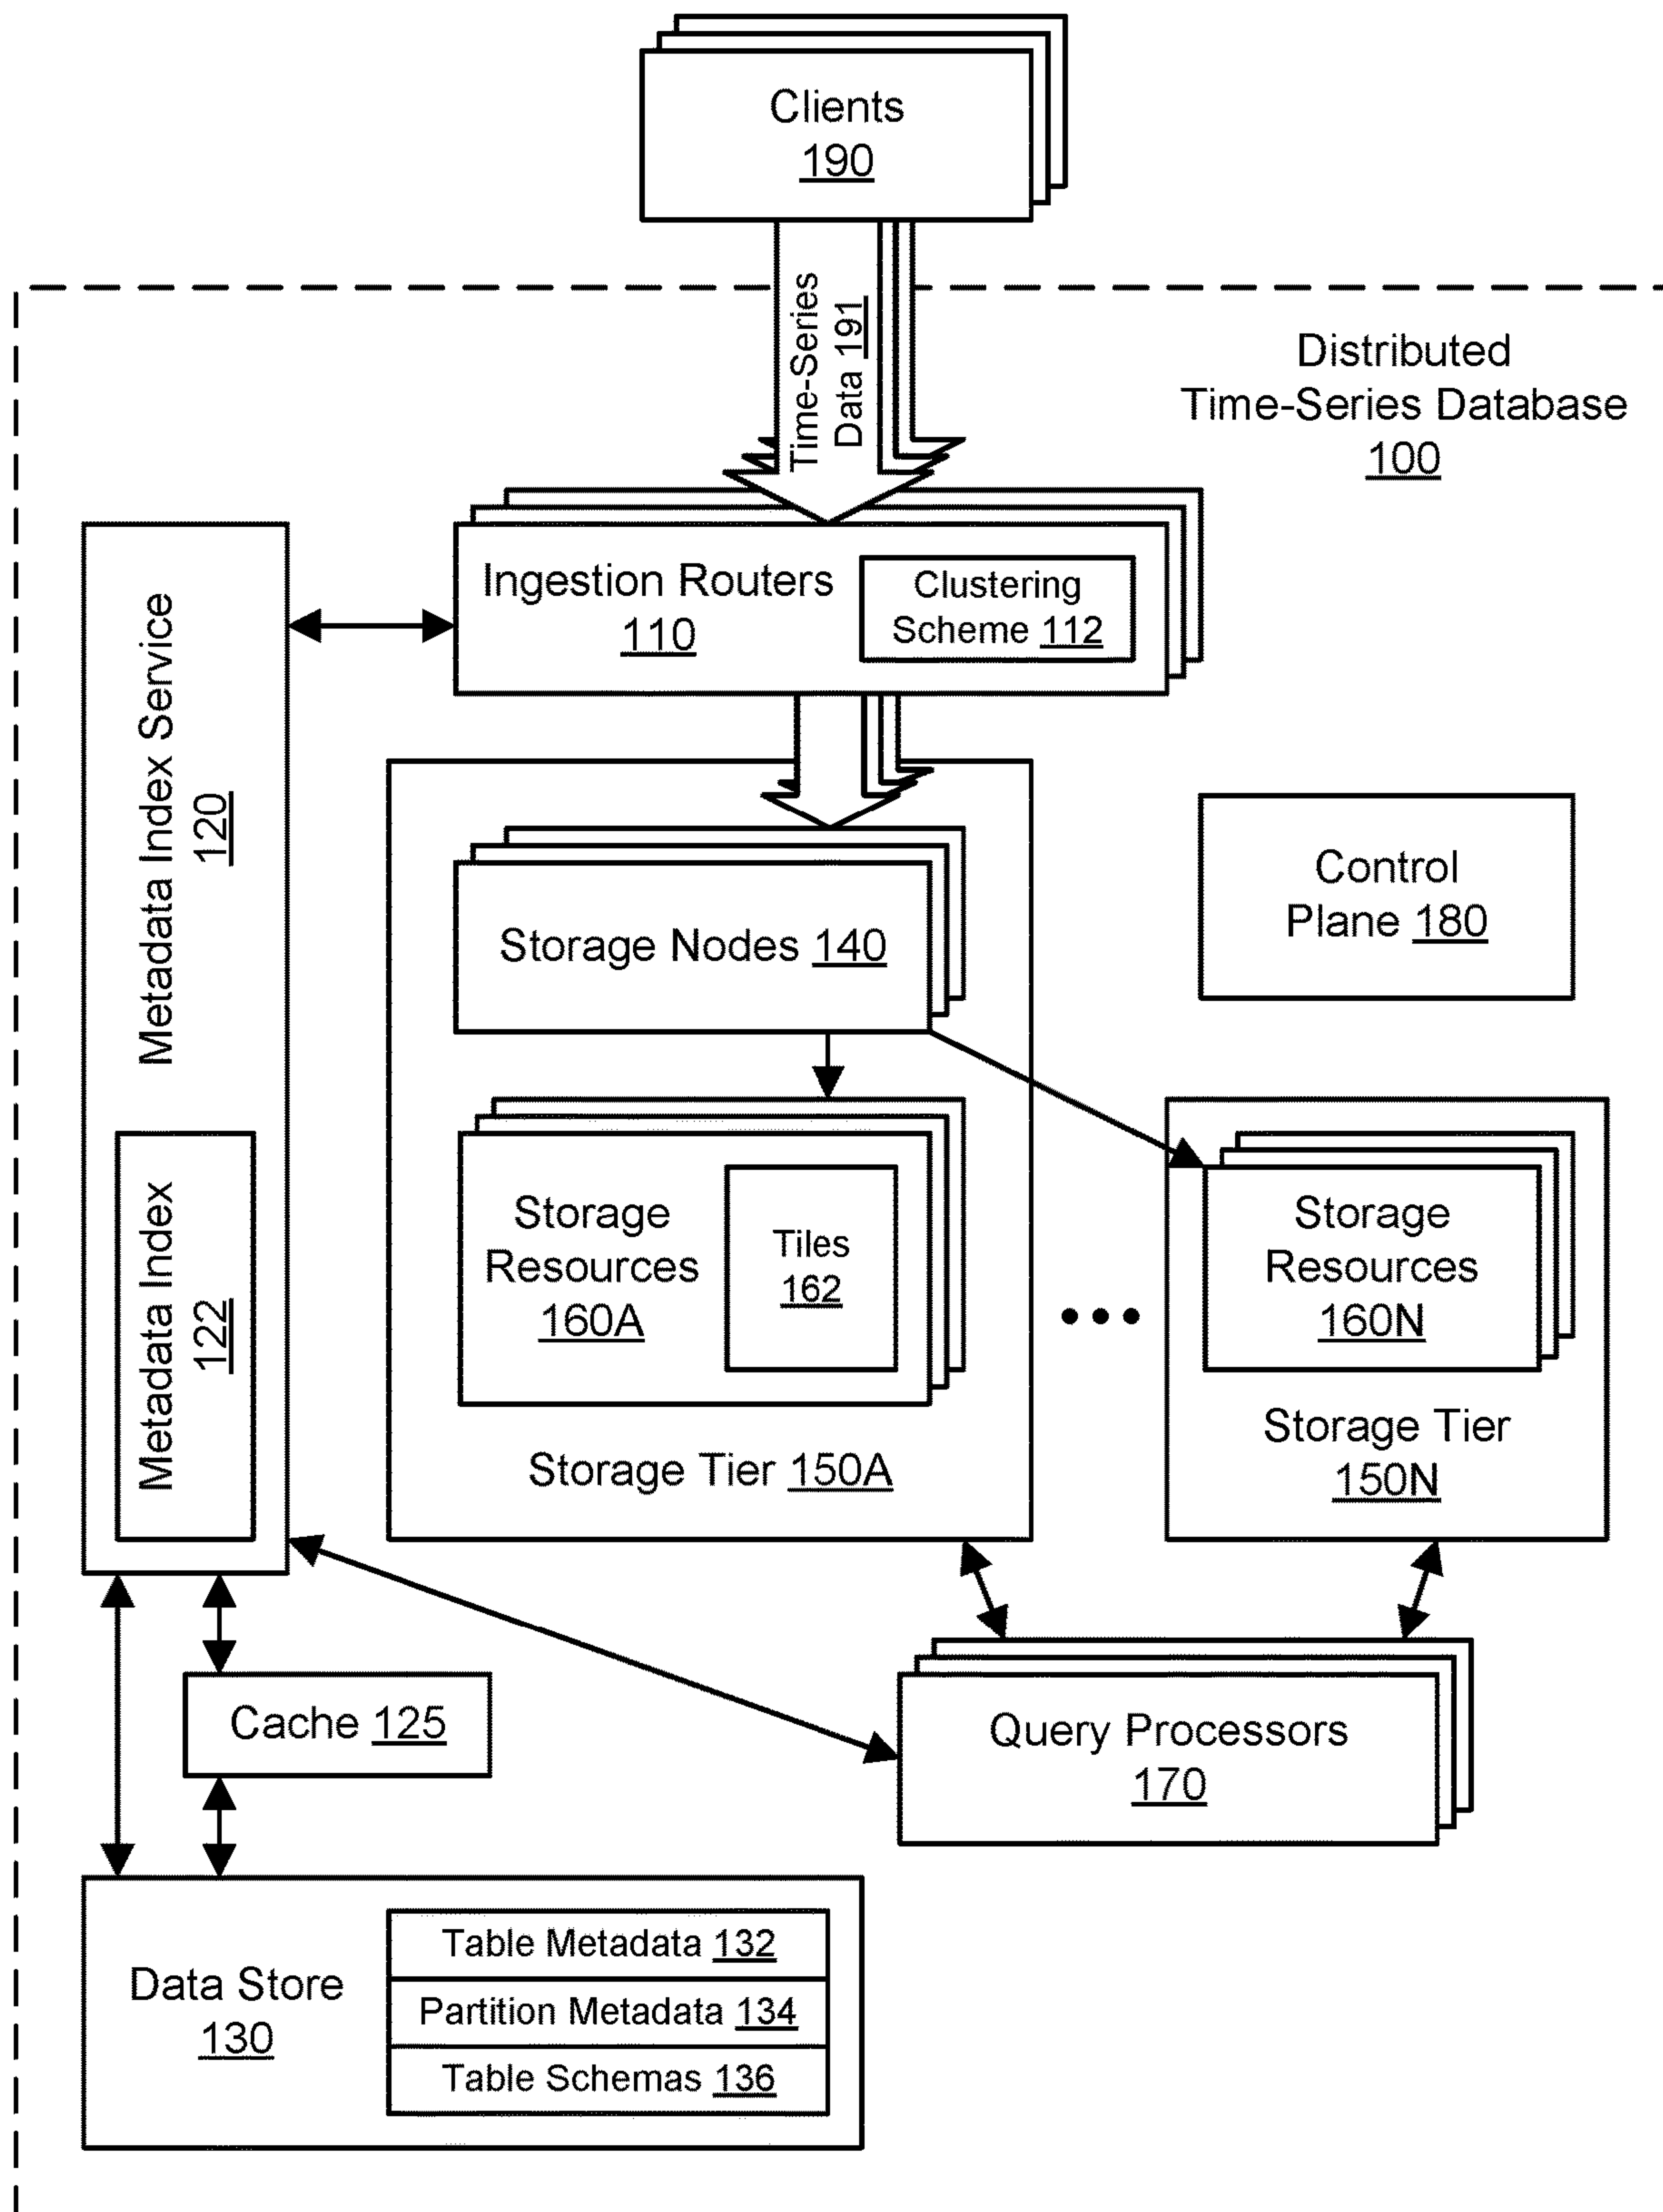 Clients
190
Time-Series
Data 191
Distributed
Time-Series Database
100
Ingestion Routers
110
Clustering
Scheme 112
Metadata Index Service
120
Metadata Index
122
Storage Nodes 140
Control
Plane 180
Storage
Resources
160A
Tiles
162
Storage Tier 150A
Storage
Resources
160N
Storage Tier
150N
Cache 125
Query Processors
170
Data Store
130
Table Metadata 132
Partition Metadata 134
Table Schemas 136